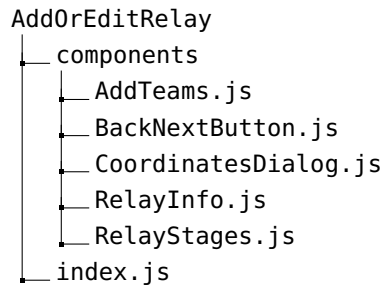 AddOrEditRelay
components
AddTeams.js
BackNextButton.js
CoordinatesDialog.js
RelayInfo.js
RelayStages.js
index.js